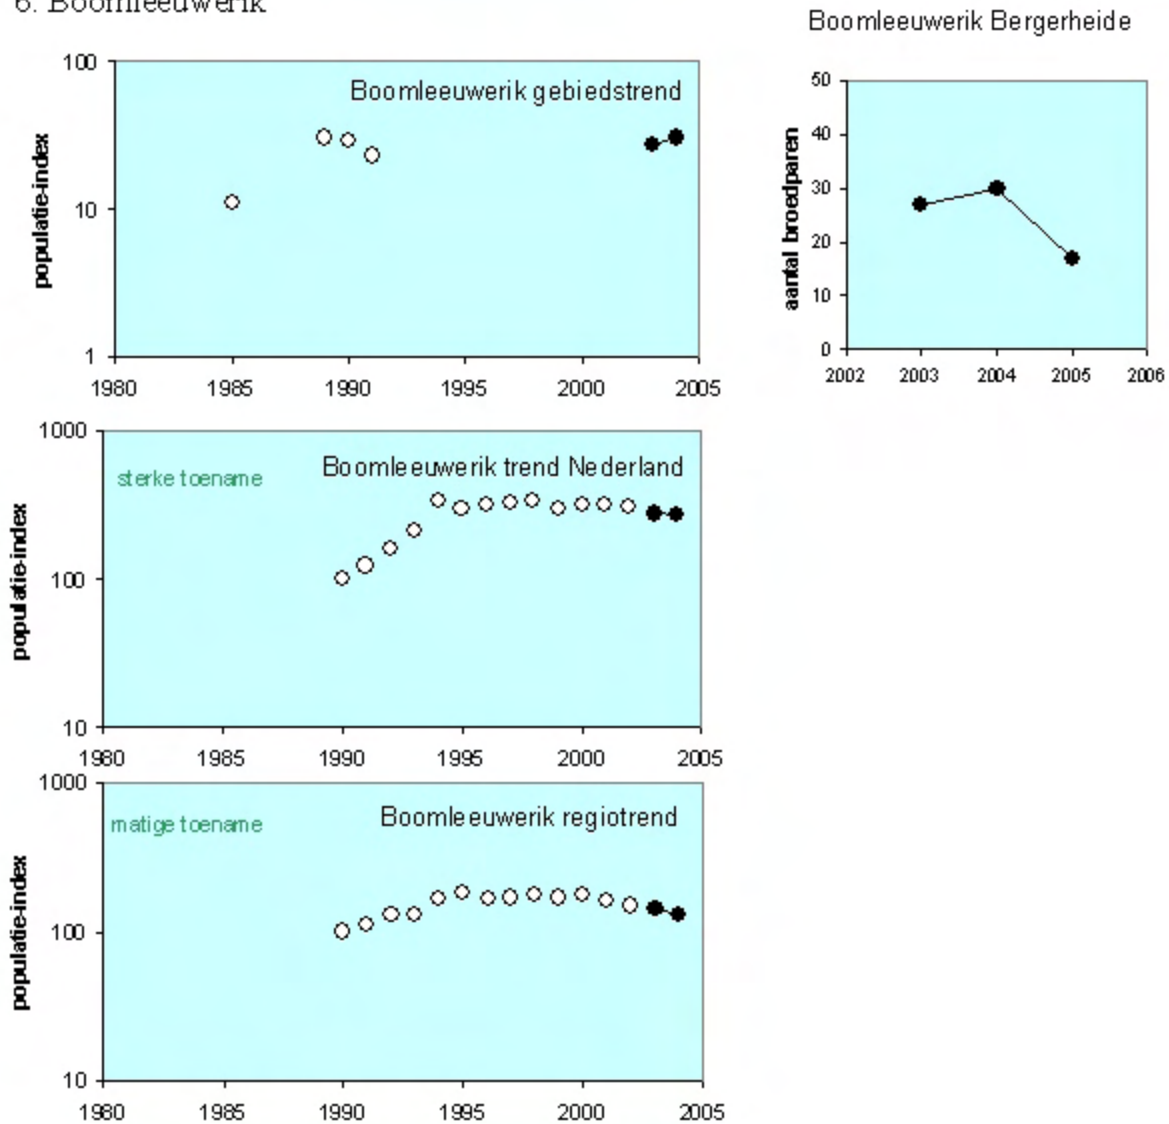 6. Boomleeuwerik
Boomleeuwerik Bergerheide
100
10
1
populatie-index
Boomleeuwerik gebiedstrend
1980 1985 1990 1995 2000 2005
50
40
30
20
10
0
aantal broedparen
2002 2003 2004 2005 2006
1000
100
10
populatie-index
sterke toename
Boomleeuwerik trend Nederland
1980 1985 1990 1995 2000 2005
1000
100
10
populatie-index
matige toename
Boomleeuwerik regiotrend
1980 1985 1990 1995 2000 2005